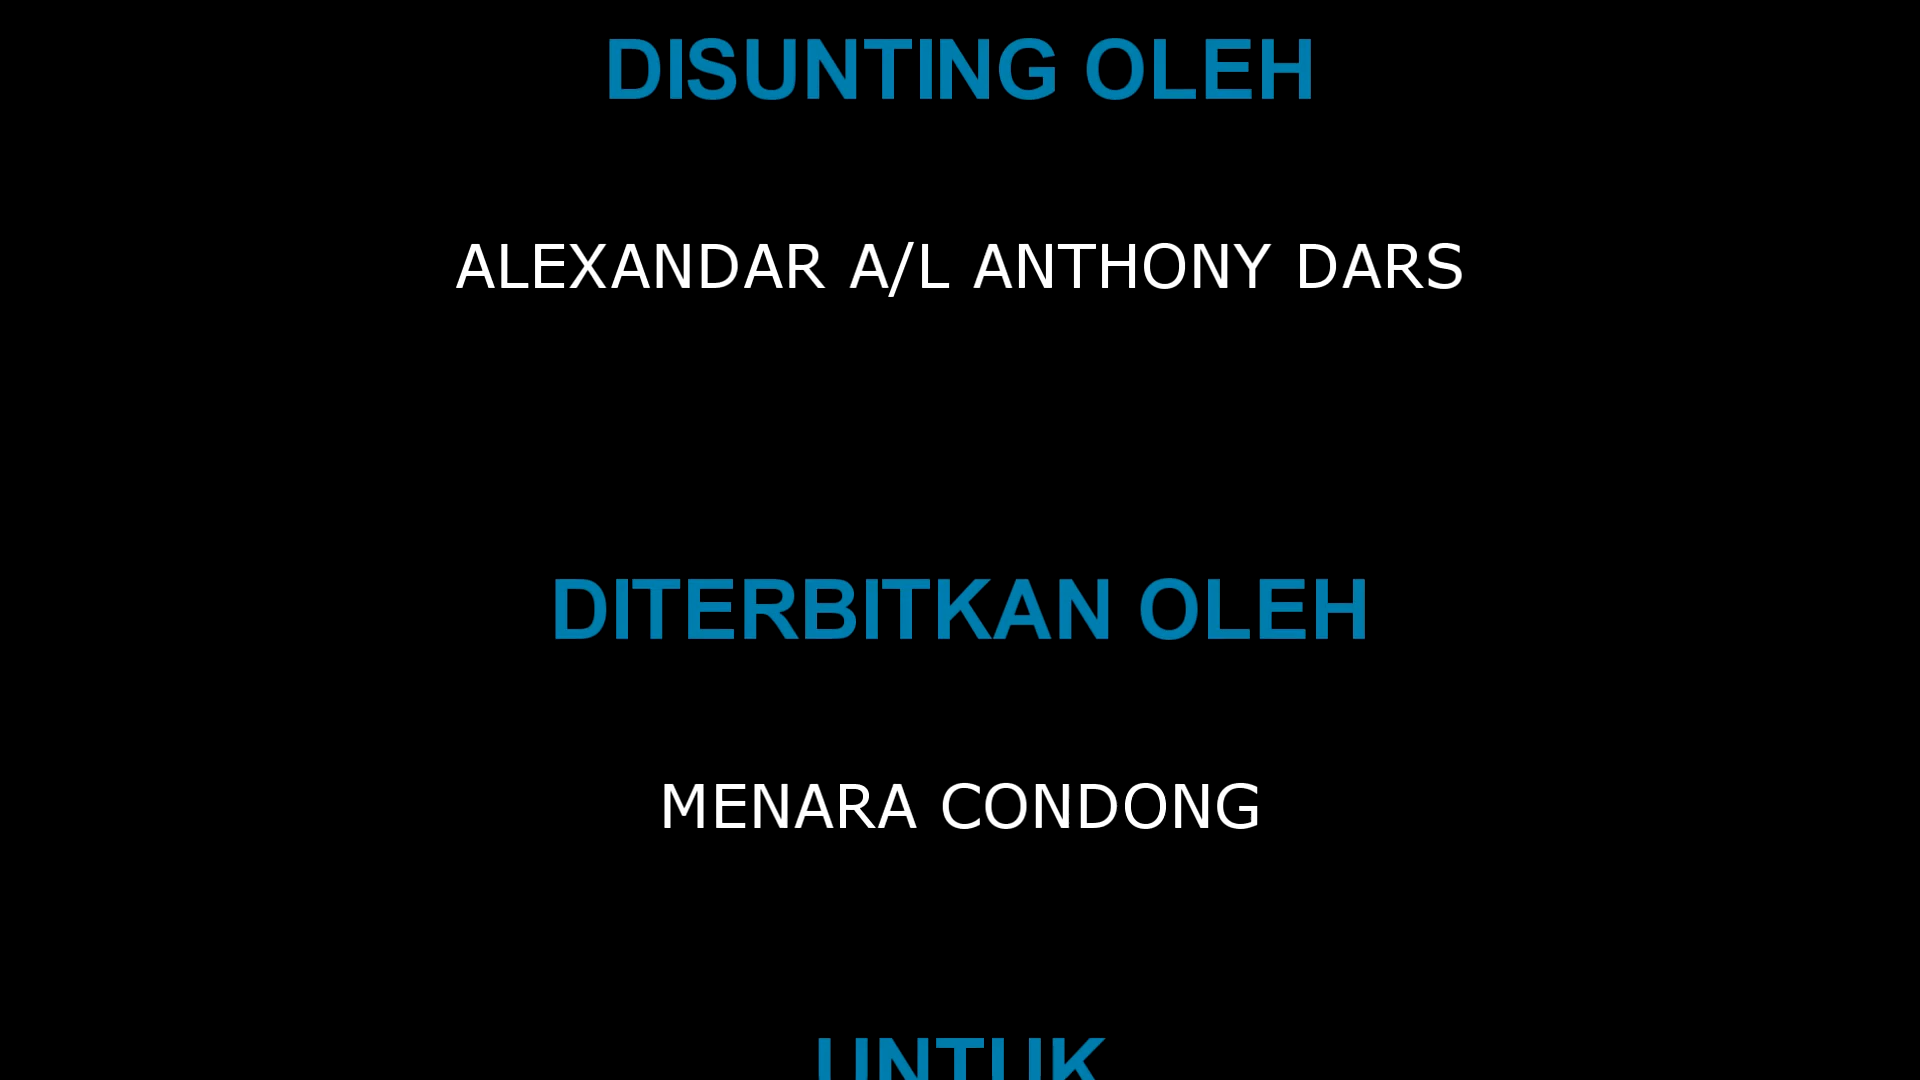 DISUNTING OLEH
ALEXANDAR A/L ANTHONY DARS
DITERBITKAN OLEH
MENARA CONDONG
UNTUK